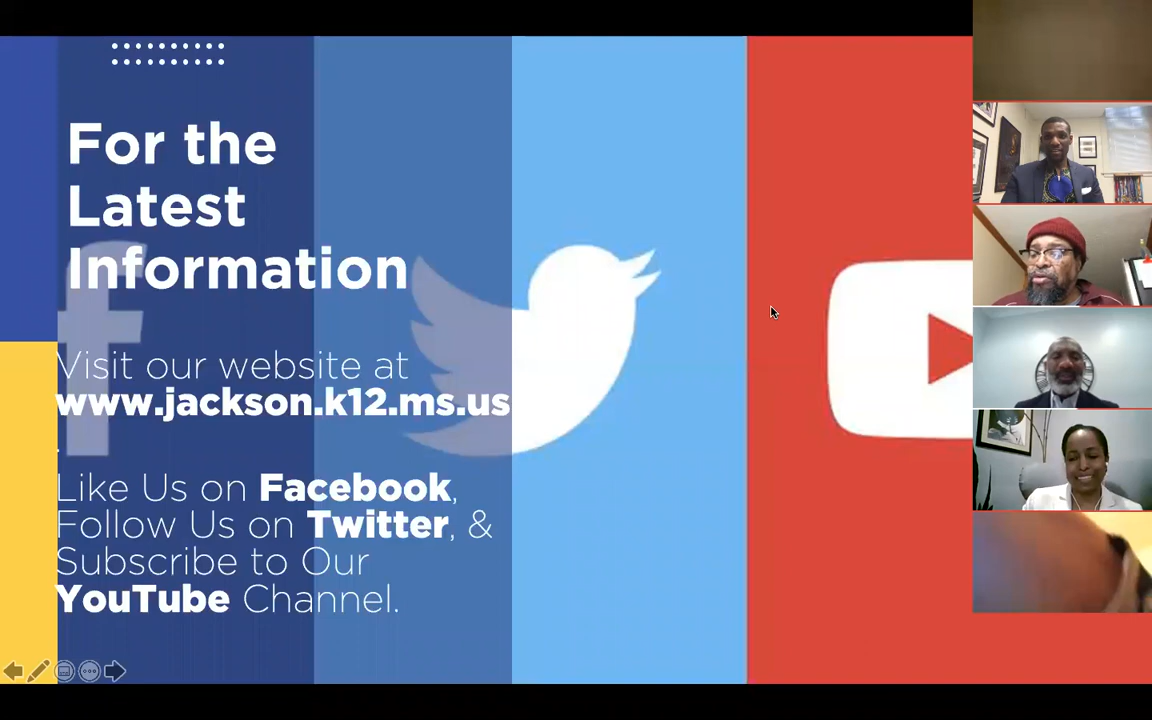 For the
Latest
Information
Visit our website at
www.jackson.k12.ms.us
.
Like Us on Facebook,
Follow Us on Twitter, &
Subscribe to Our
YouTube Channel.